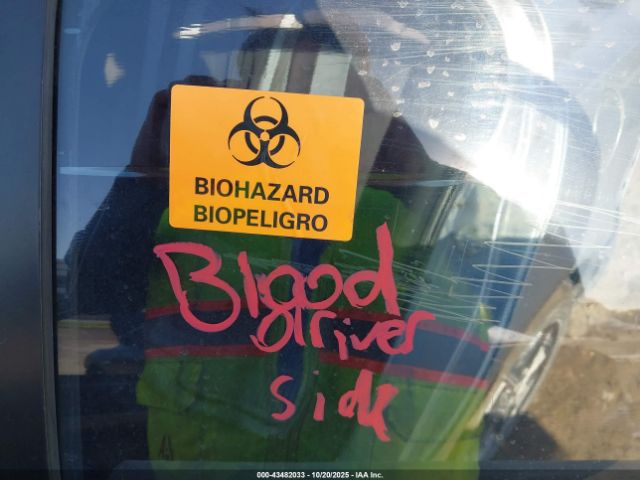 BIOHAZARD
BIOPELIGRO
Blood
driver
side
000-43482033 - 10/20/2025 - IAA Inc.